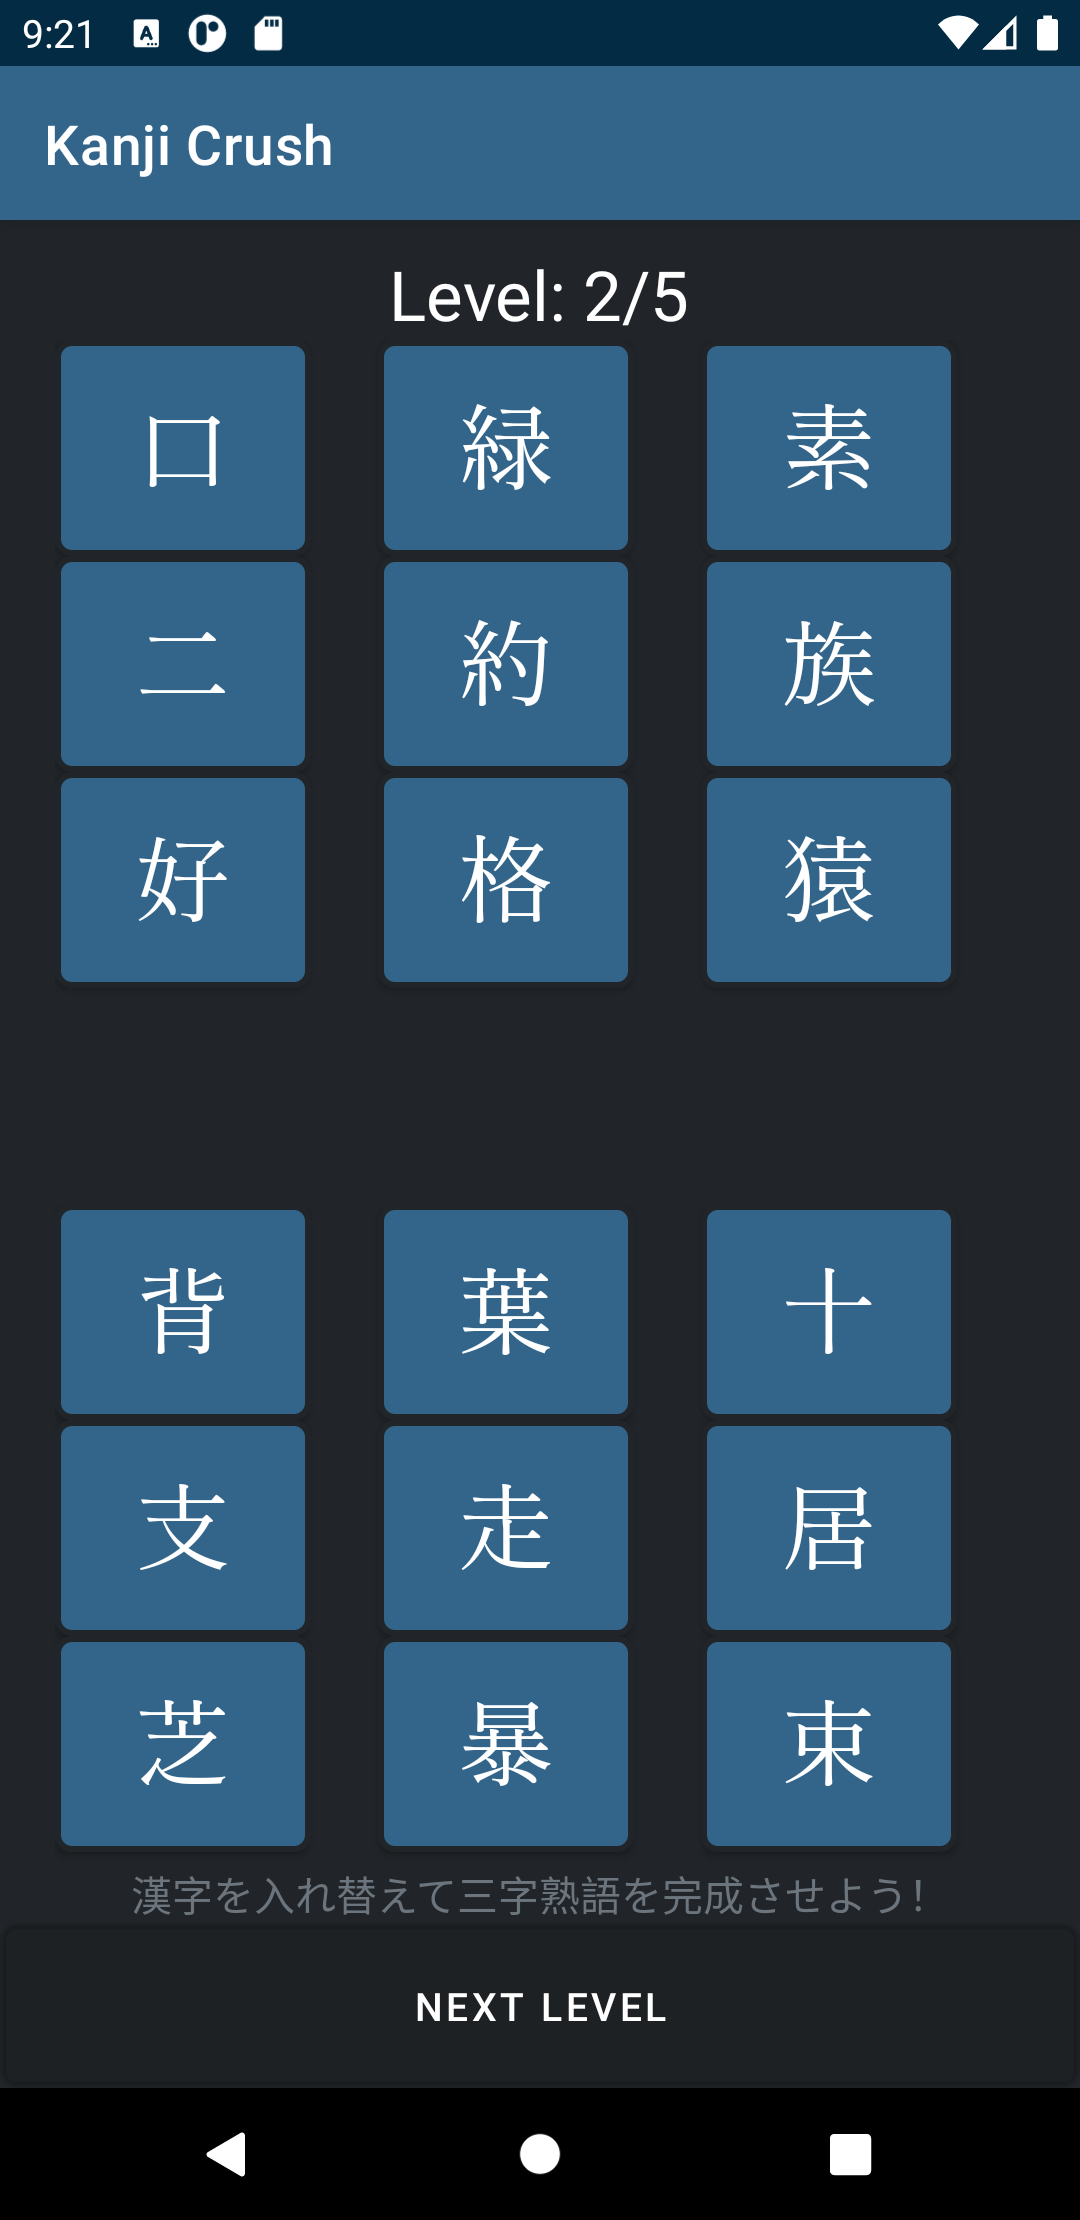 9:21
Kanji Crush
Level: 2/5
口 緑 素
二 約 族
好 格 猿
背 葉 十
支 走 居
芝 暴 束
漢字を入れ替えて三字熟語を完成させよう!
NEXT LEVEL